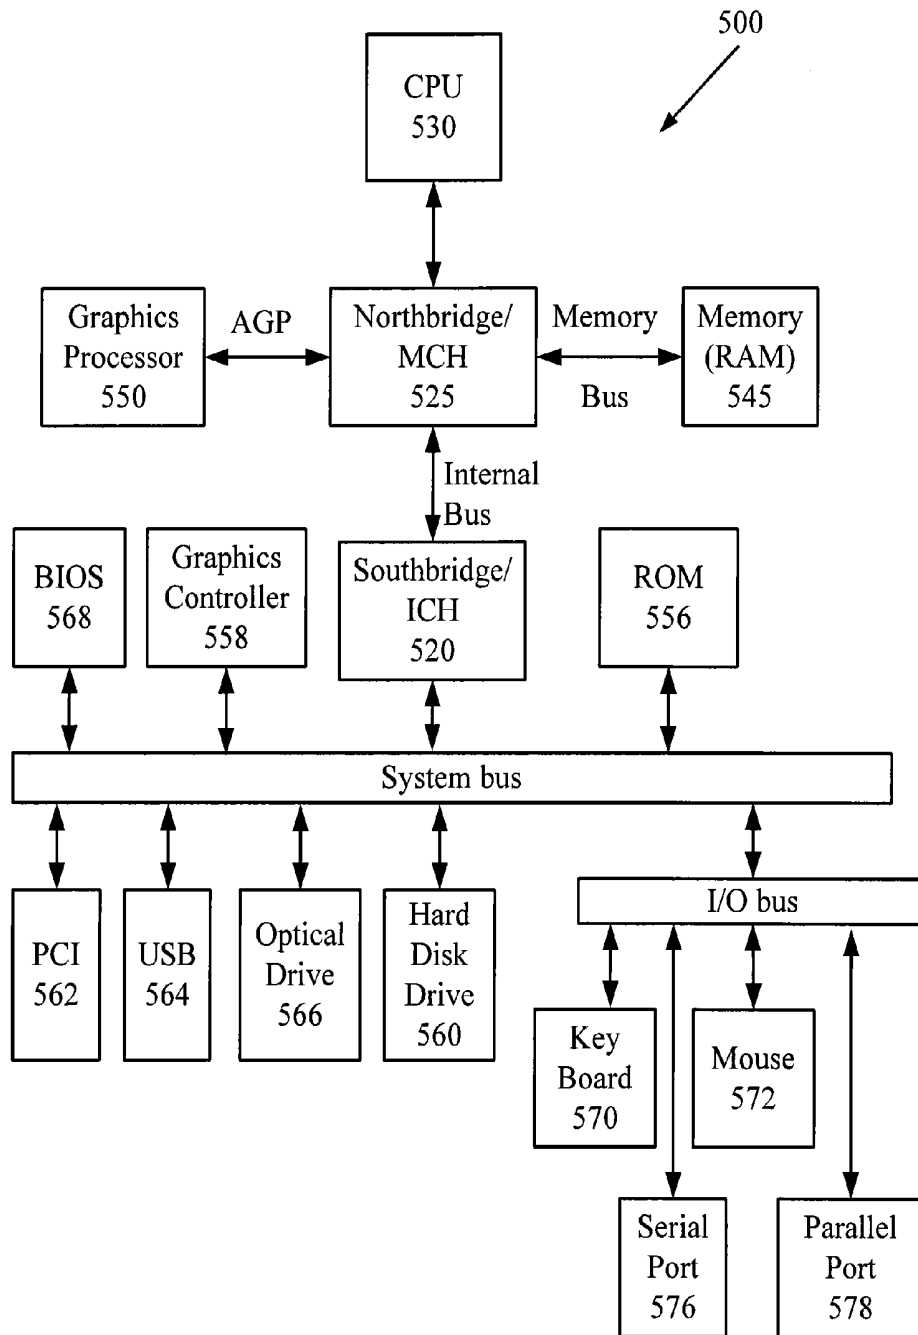 500
CPU
530
Graphics
Processor
550
AGP
Northbridge/
MCH
525
Memory
Bus
Memory
(RAM)
545
Internal
Bus
BIOS
568
Graphics
Controller
558
Southbridge/
ICH
520
ROM
556
System bus
PCI
562
USB
564
Optical
Drive
566
Hard
Disk
Drive
560
I/O bus
Key
Board
570
Mouse
572
Serial
Port
576
Parallel
Port
578